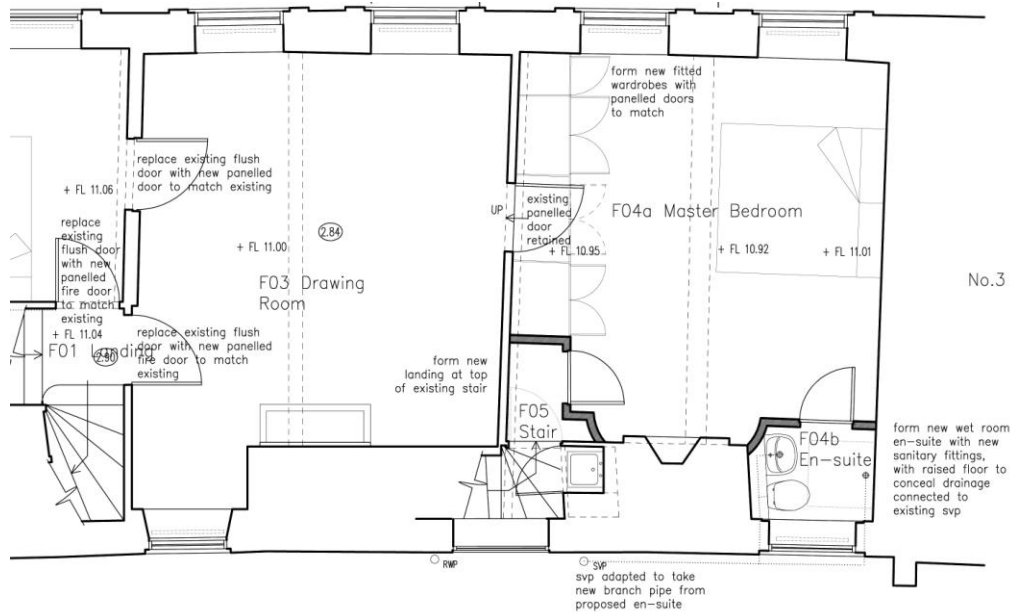 form new fitted
wardrobes with
panelled doors
to match
replace existing flush
door with new panelled
door to match existing
+ FL 11.06
replace
existing
flush door
with new
panelled
fire door
to match
existing
+ FL 11.04
F01 Landing
2.90
replace existing flush
door with new panelled
fire door to match
existing
2.84
+ FL 11.00
F03 Drawing
Room
UP
existing
panelled
door
retained
F04a Master Bedroom
+ FL 10.95
+ FL 10.92
+ FL 11.01
No.3
form new
landing at top
of existing stair
F05
Stair
F04b
En-suite
form new wet room
en-suite with new
sanitary fittings,
with raised floor to
conceal drainage
connected to
existing svp
RWP
SVP
svp adapted to take
new branch pipe from
proposed en-suite